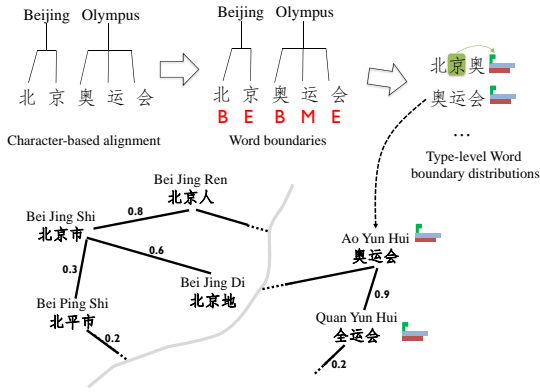 Beijing Olympus
北 京 奥 运 会
Character-based alignment
Beijing Olympus
北 京 奥 运 会
B E B M E
Word boundaries
北京奥
奥运会
...
Type-level Word
boundary distributions
Bei Jing Ren
北京人
Bei Jing Shi
北京市
0.8
0.6
0.3
Bei Jing Di
北京地
Bei Ping Shi
北平市
0.2
Ao Yun Hui
奥运会
0.9
Quan Yun Hui
全运会
0.2